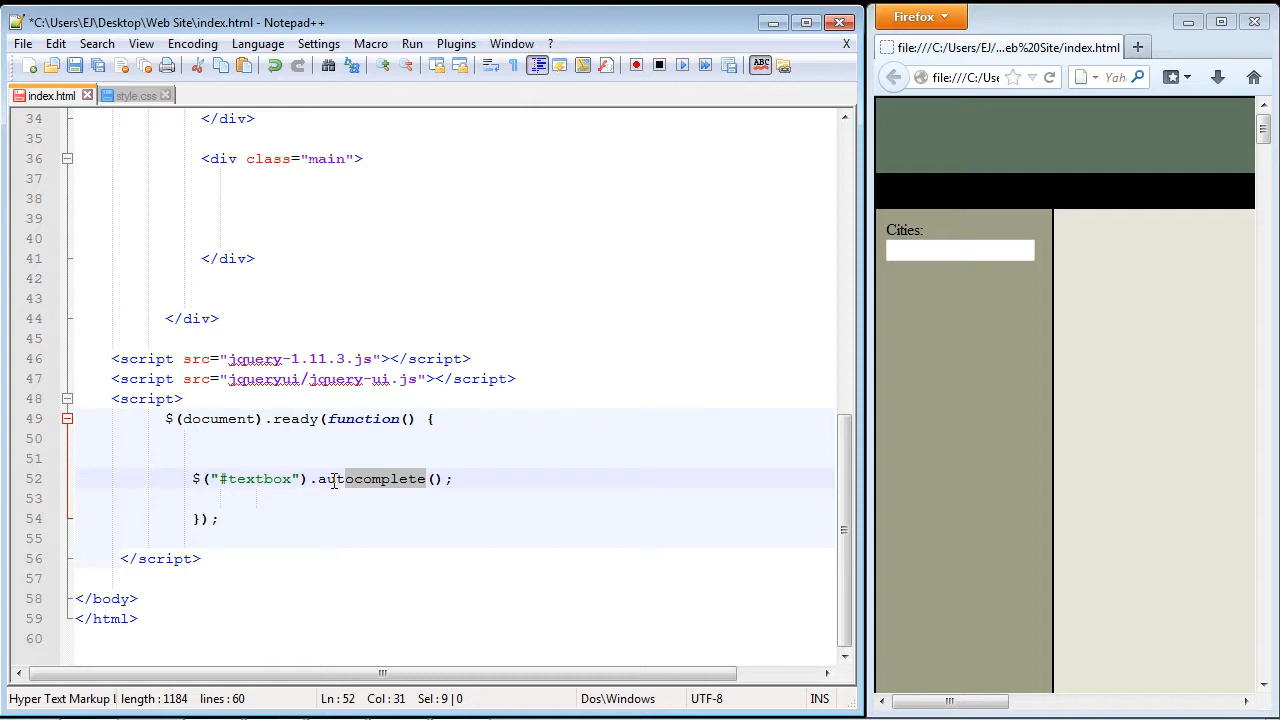 *C:\Users\EJ\Desktop\Web Site\index.html - Notepad++
File Edit Search View Encoding Language Settings Macro Run Plugins Window ? X
ABC
index.html style.css
34 </div>
35
36 <div class="main">
37
38
39
40
41 </div>
42
43
44 </div>
45
46 <script src="jquery-1.11.3.js"></script>
47 <script src="jqueryui/jquery-ui.js"></script>
48 <script>
49 $(document).ready(function() {
50
51
52 $("#textbox").autocomplete();
53
54 });
55
56 </script>
57
58 </body>
59 </html>
60
Hyper Text Markup l length : 1184 lines : 60 Ln : 52 Col : 31 Sel : 9 | 0 Dos\Windows UTF-8 INS
Firefox
file:///C:/Users/EJ/...eb%20Site/index.html
file:///C:/Use Yah
Cities: